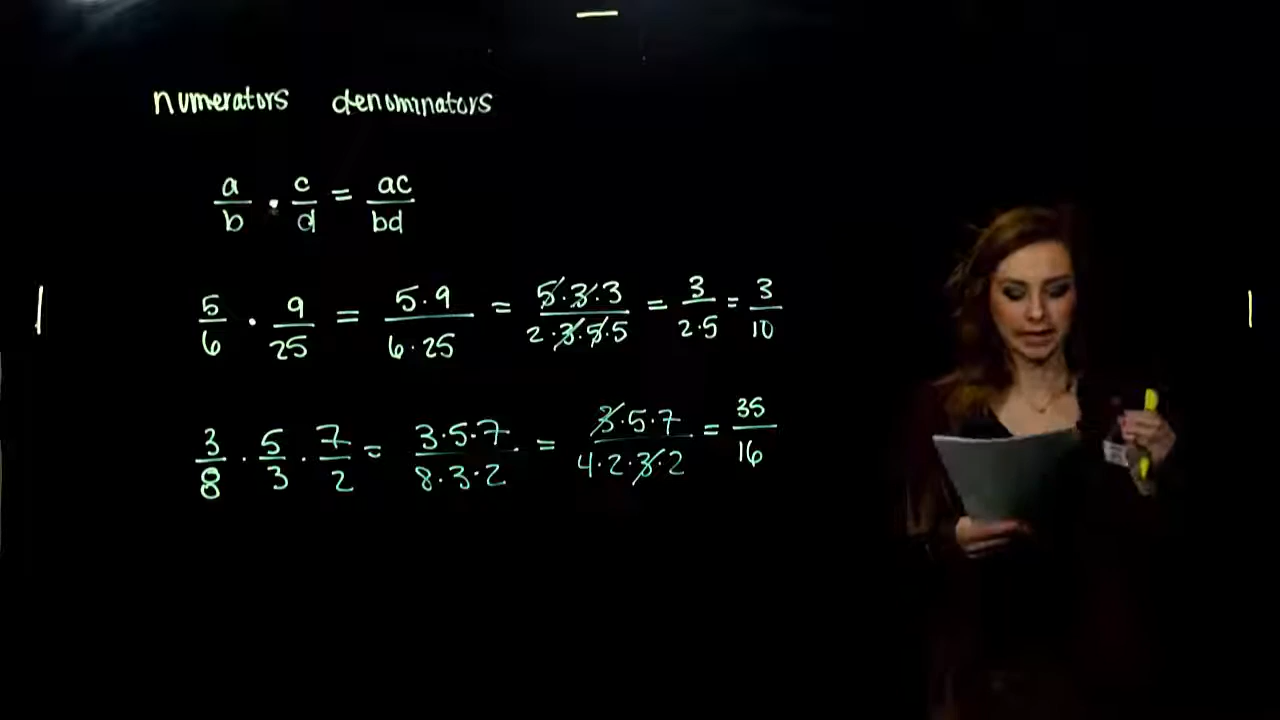 numerators denominators
a/b · c/d = ac/bd
5/6 · 9/25 = 5·9/6·25 = 5·3·3/2·3·5·5 = 3/2·5 = 3/10
3/8 · 5/3 · 7/2 = 3·5·7/8·3·2 = 3·5·7/4·2·3·2 = 35/16